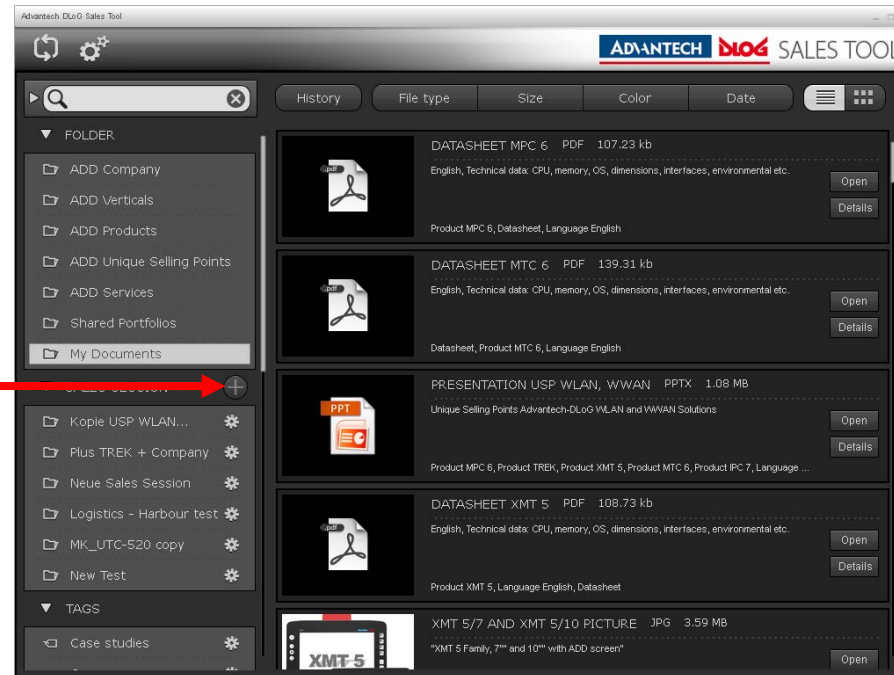 Advantech DLoG Sales Tool
ADVANTECH DLOG SALES TOOL
History File type Size Color Date
FOLDER
ADD Company
ADD Verticals
ADD Products
ADD Unique Selling Points
ADD Services
Shared Portfolios
My Documents
Kopie USP WLAN...
Plus TREK + Company
Neue Sales Session
Logistics - Harbour test
MK_UTC-520 copy
New Test
TAGS
Case studies
DATASHEET MPC 6 PDF 107.23 kb
.pdf
English, Technical data: CPU, memory, OS, dimensions, interfaces, environmental etc.
Open
Details
Product MPC 6, Datasheet, Language English
DATASHEET MTC 6 PDF 139.31 kb
.pdf
English, Technical data: CPU, memory, OS, dimensions, interfaces, environmental etc.
Open
Details
Datasheet, Product MTC 6, Language English
PRESENTATION USP WLAN, WWAN PPTX 1.08 MB
PPT
Unique Selling Points Advantech-DLoG WLAN and WWAN Solutions
Open
Details
Product MPC 6, Product TREK, Product XMT 5, Product MTC 6, Product IPC 7, Language ...
DATASHEET XMT 5 PDF 108.73 kb
.pdf
English, Technical data: CPU, memory, OS, dimensions, interfaces, environmental etc.
Open
Details
Product XMT 5, Language English, Datasheet
XMT 5/7 AND XMT 5/10 PICTURE JPG 3.59 MB
XMT 5
"XMT 5 Family, 7"" and 10"" with ADD screen"
Open